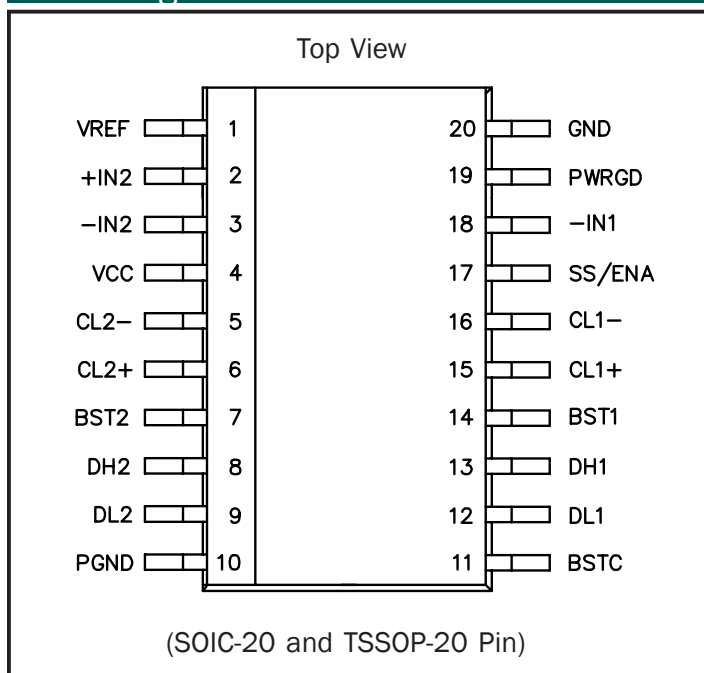 Top View
VREF 1 20 GND
+IN2 2 19 PWRGD
−IN2 3 18 −IN1
VCC 4 17 SS/ENA
CL2− 5 16 CL1−
CL2+ 6 15 CL1+
BST2 7 14 BST1
DH2 8 13 DH1
DL2 9 12 DL1
PGND 10 11 BSTC
(SOIC-20 and TSSOP-20 Pin)